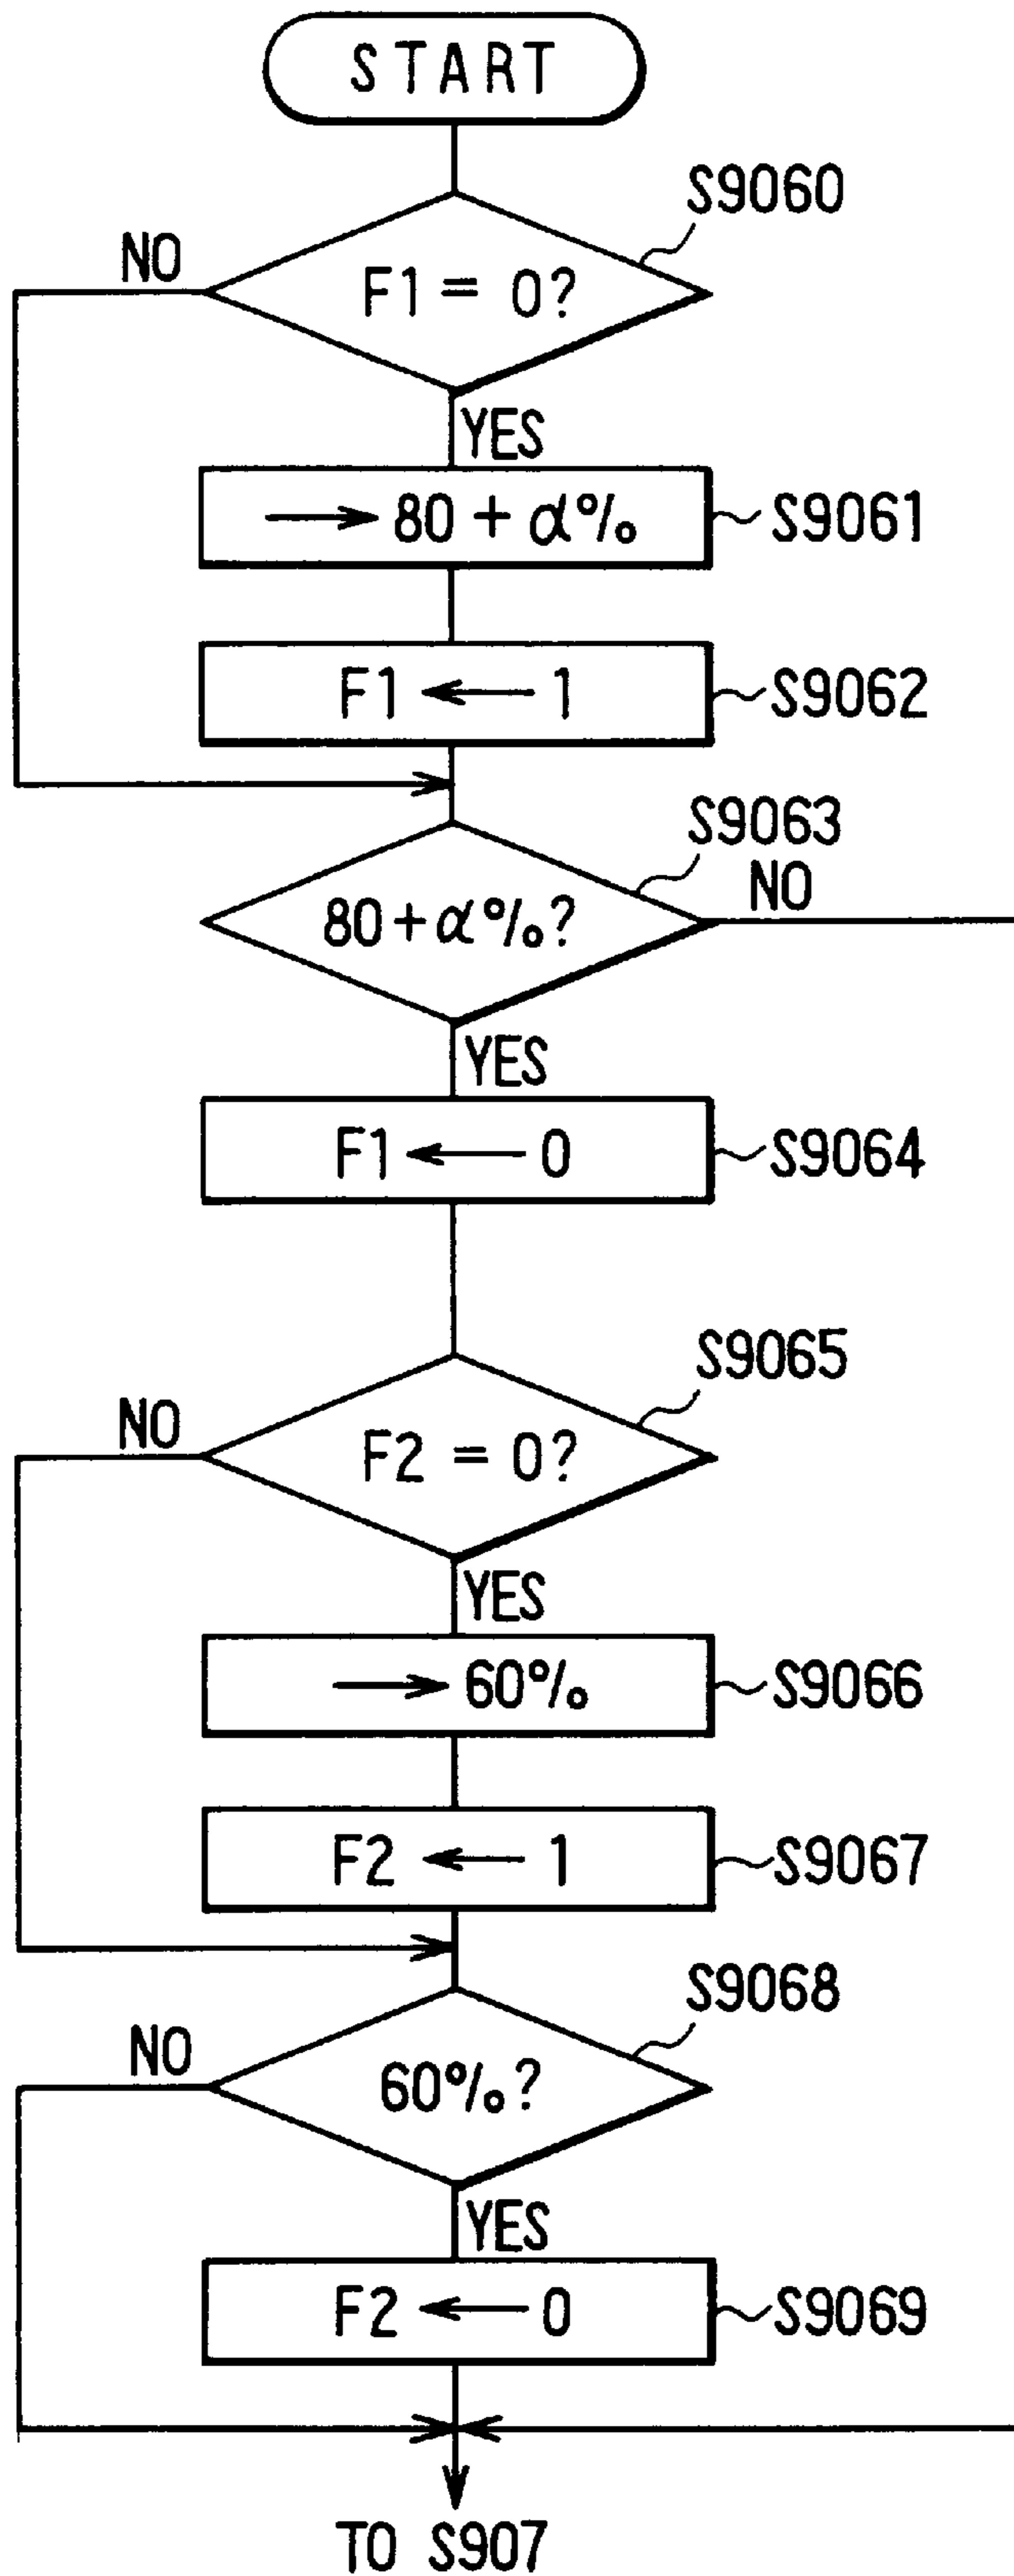 START
S9060
NO
F1 = 0?
YES
→ 80 + α%
S9061
F1 ← 1
S9062
S9063
NO
80 + α%?
YES
F1 ← 0
S9064
S9065
NO
F2 = 0?
YES
→ 60%
S9066
F2 ← 1
S9067
S9068
NO
60%?
YES
F2 ← 0
S9069
TO S907